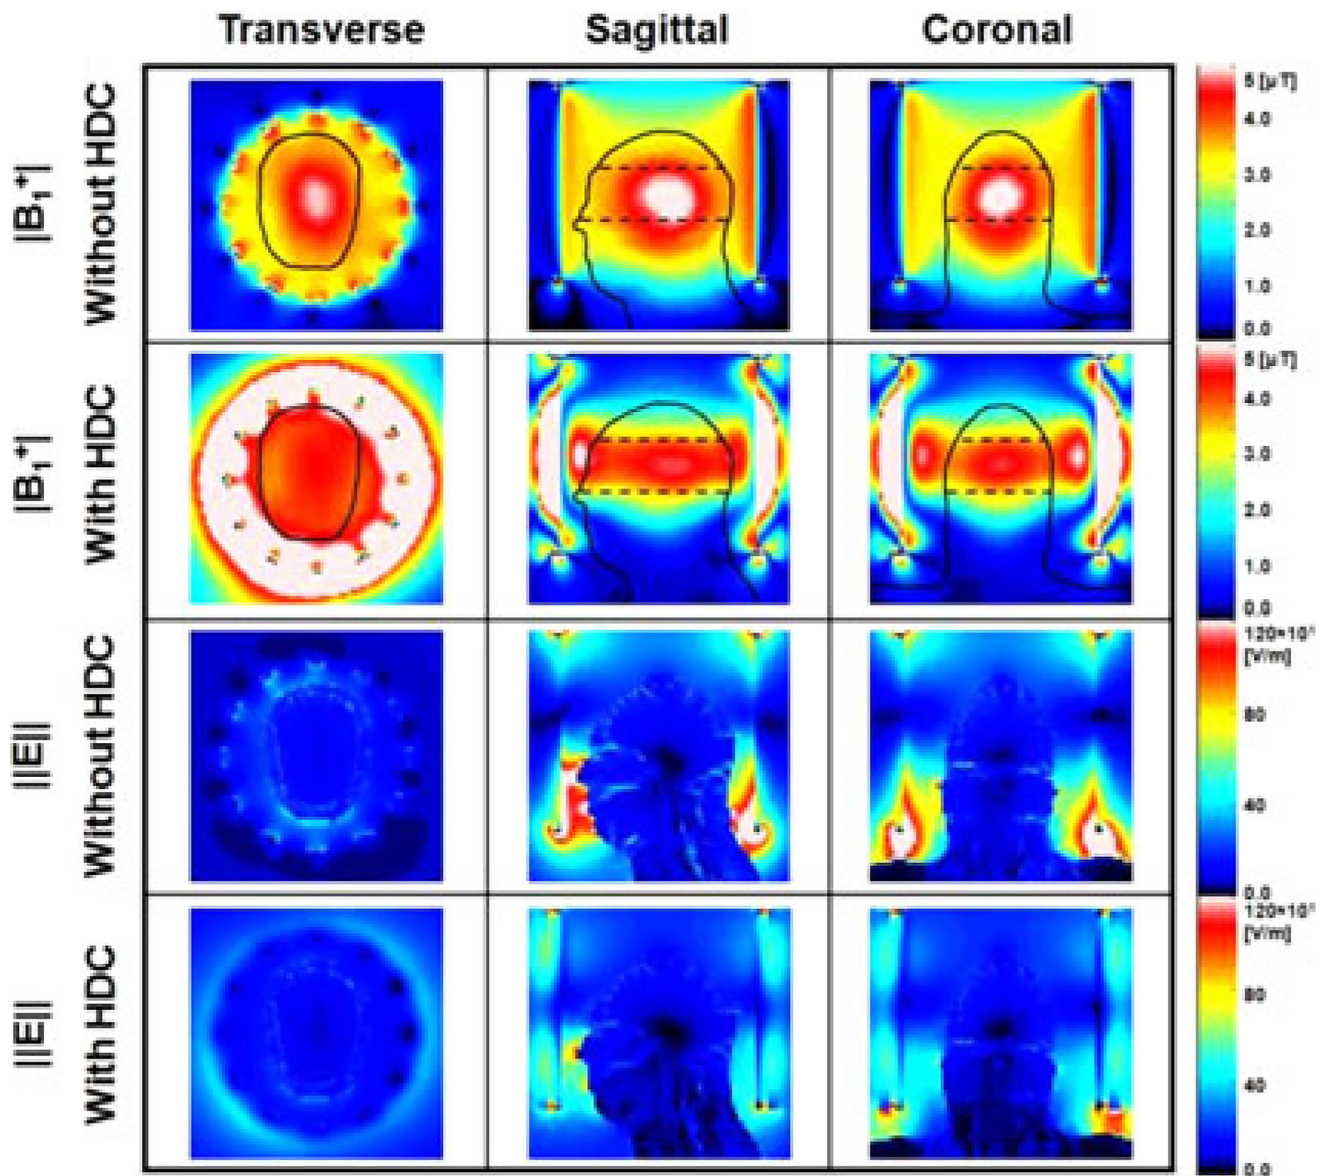 Transverse Sagittal Coronal
|B₁⁺|
Without HDC
5 [μT]
4.0
3.0
2.0
1.0
0.0
|B₁⁺|
With HDC
5 [μT]
4.0
3.0
2.0
1.0
0.0
||E||
Without HDC
[V/m]
80
40
0.0
||E||
With HDC
[V/m]
80
40
0.0